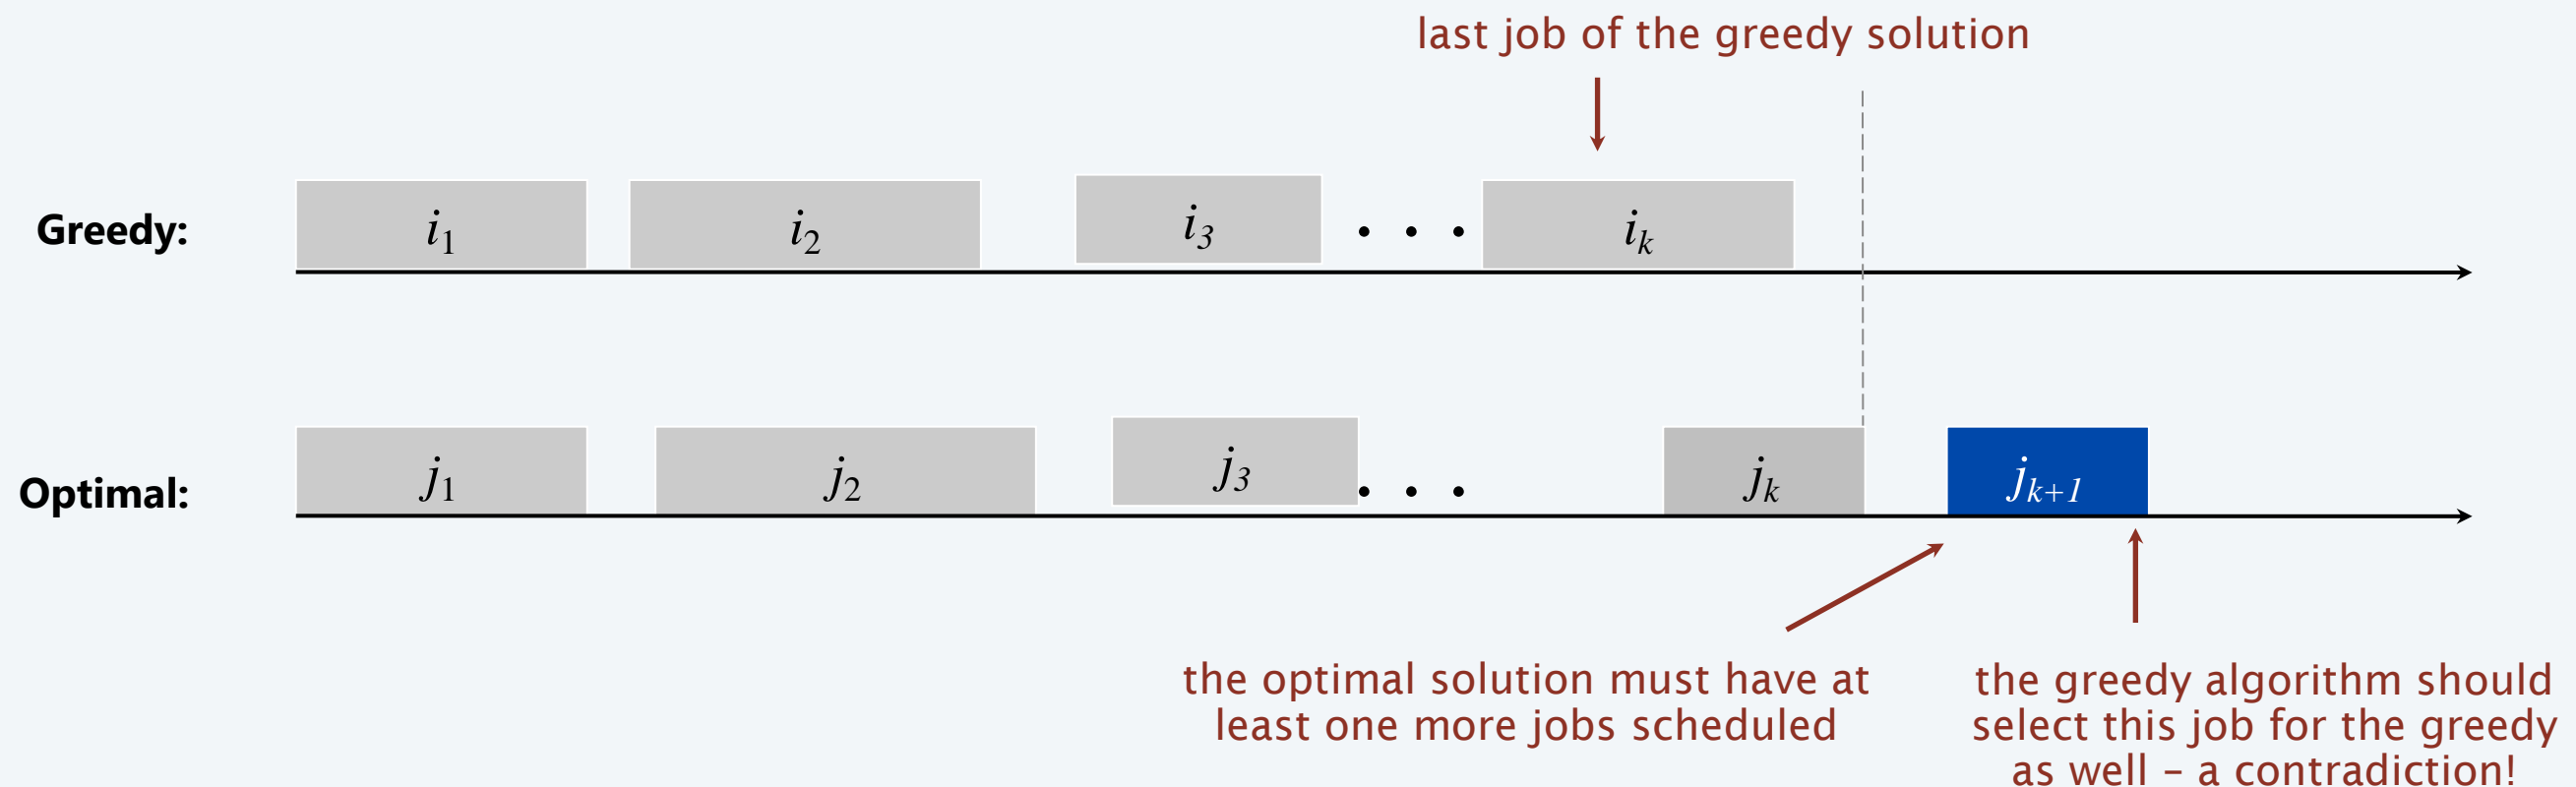 last job of the greedy solution
Greedy: i₁ i₂ i₃ . . . iₖ
Optimal: j₁ j₂ j₃ . . . jₖ jₖ₊₁
the optimal solution must have at
least one more jobs scheduled
the greedy algorithm should
select this job for the greedy
as well – a contradiction!